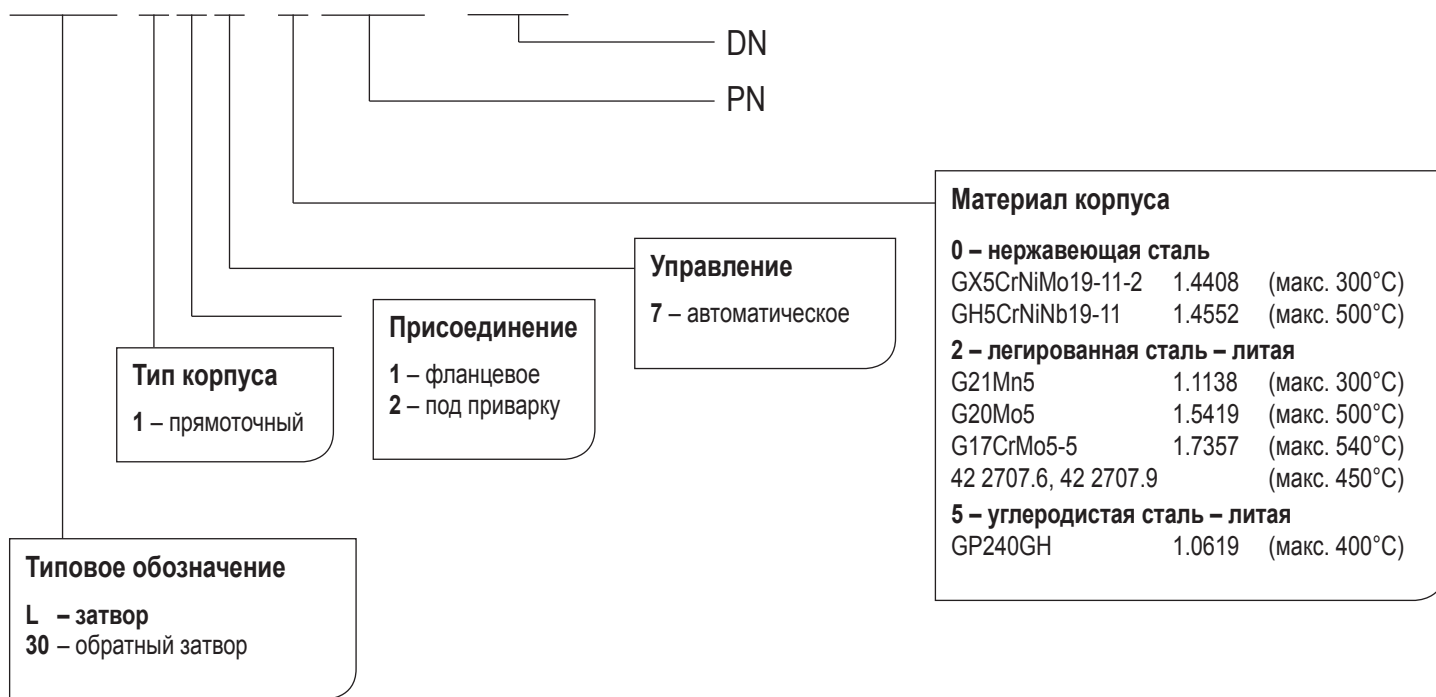 DN
PN
Материал корпуса
0 – нержавеющая сталь
GX5CrNiMo19-11-2 1.4408 (макс. 300°C)
GH5CrNiNb19-11 1.4552 (макс. 500°C)
2 – легированная сталь – литая
G21Mn5 1.1138 (макс. 300°C)
G20Mo5 1.5419 (макс. 500°C)
G17CrMo5-5 1.7357 (макс. 540°C)
42 2707.6, 42 2707.9 (макс. 450°C)
5 – углеродистая сталь – литая
GP240GH 1.0619 (макс. 400°C)
Управление
7 – автоматическое
Присоединение
1 – фланцевое
2 – под приварку
Тип корпуса
1 – прямоточный
Типовое обозначение
L – затвор
30 – обратный затвор